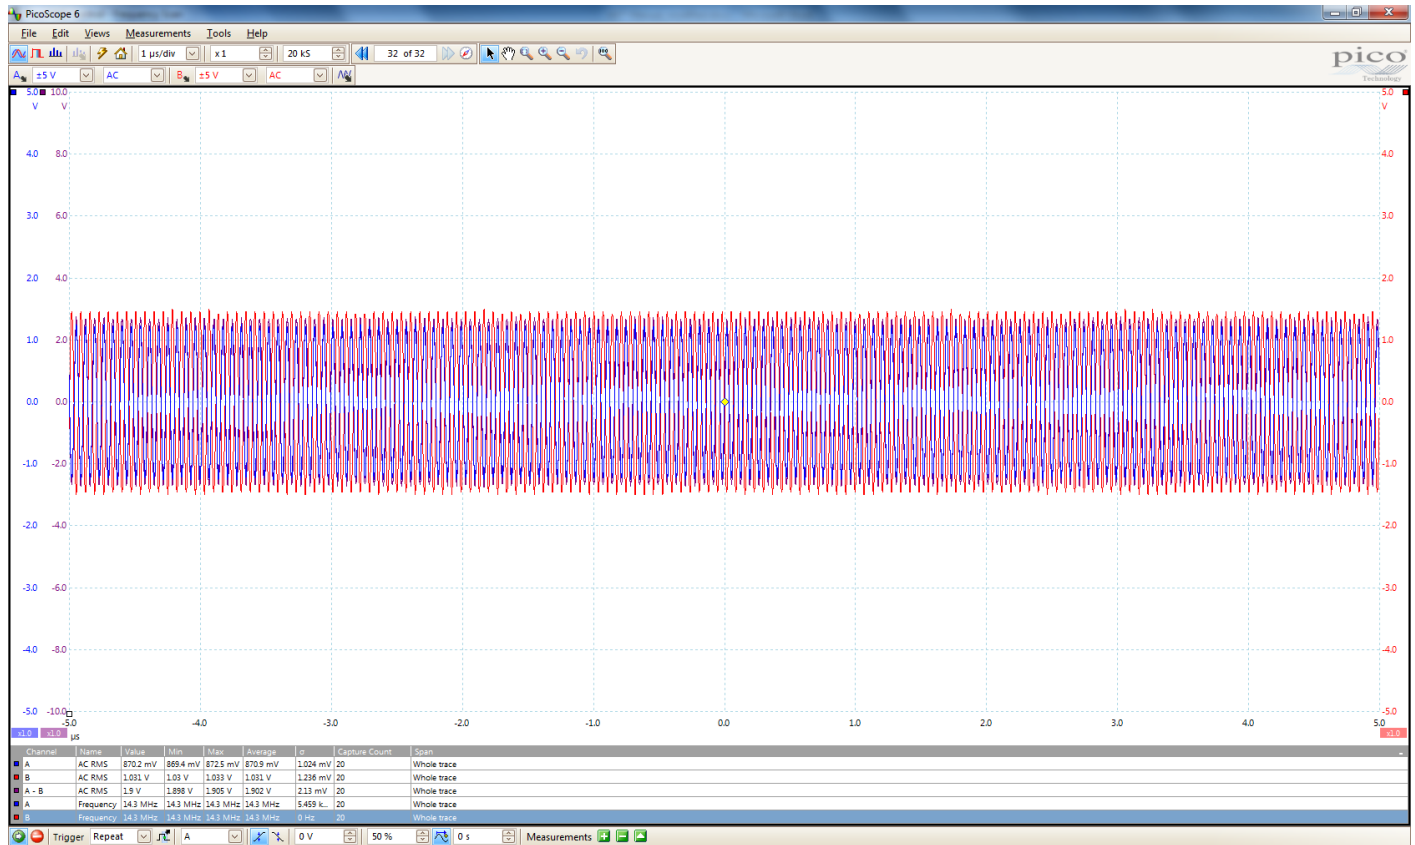 PicoScope 6
File Edit Views Measurements Tools Help
1 µs/div x 1 20 kS 32 of 32
pico
Technology
A ±5 V AC B ±5 V AC
5.0 10.0 5.0
V V V
4.0 8.0 4.0
3.0 6.0 3.0
2.0 4.0 2.0
1.0 2.0 1.0
0.0 0.0 0.0
-1.0 -2.0 -1.0
-2.0 -4.0 -2.0
-3.0 -6.0 -3.0
-4.0 -8.0 -4.0
-5.0 -10.0 -5.0
-5.0 -4.0 -3.0 -2.0 -1.0 0.0 1.0 2.0 3.0 4.0 5.0
x1.0 x1.0 µs x1.0
Channel Name Value Min Max Average σ Capture Count Span
A AC RMS 870.2 mV 869.4 mV 872.5 mV 870.9 mV 1.024 mV 20 Whole trace
B AC RMS 1.031 V 1.03 V 1.033 V 1.031 V 1.236 mV 20 Whole trace
A - B AC RMS 1.9 V 1.898 V 1.905 V 1.902 V 2.13 mV 20 Whole trace
A Frequency 14.3 MHz 14.3 MHz 14.3 MHz 14.3 MHz 5.459 k... 20 Whole trace
B Frequency 14.3 MHz 14.3 MHz 14.3 MHz 14.3 MHz 0 Hz 20 Whole trace
Trigger Repeat A 0 V 50 % 0 s Measurements